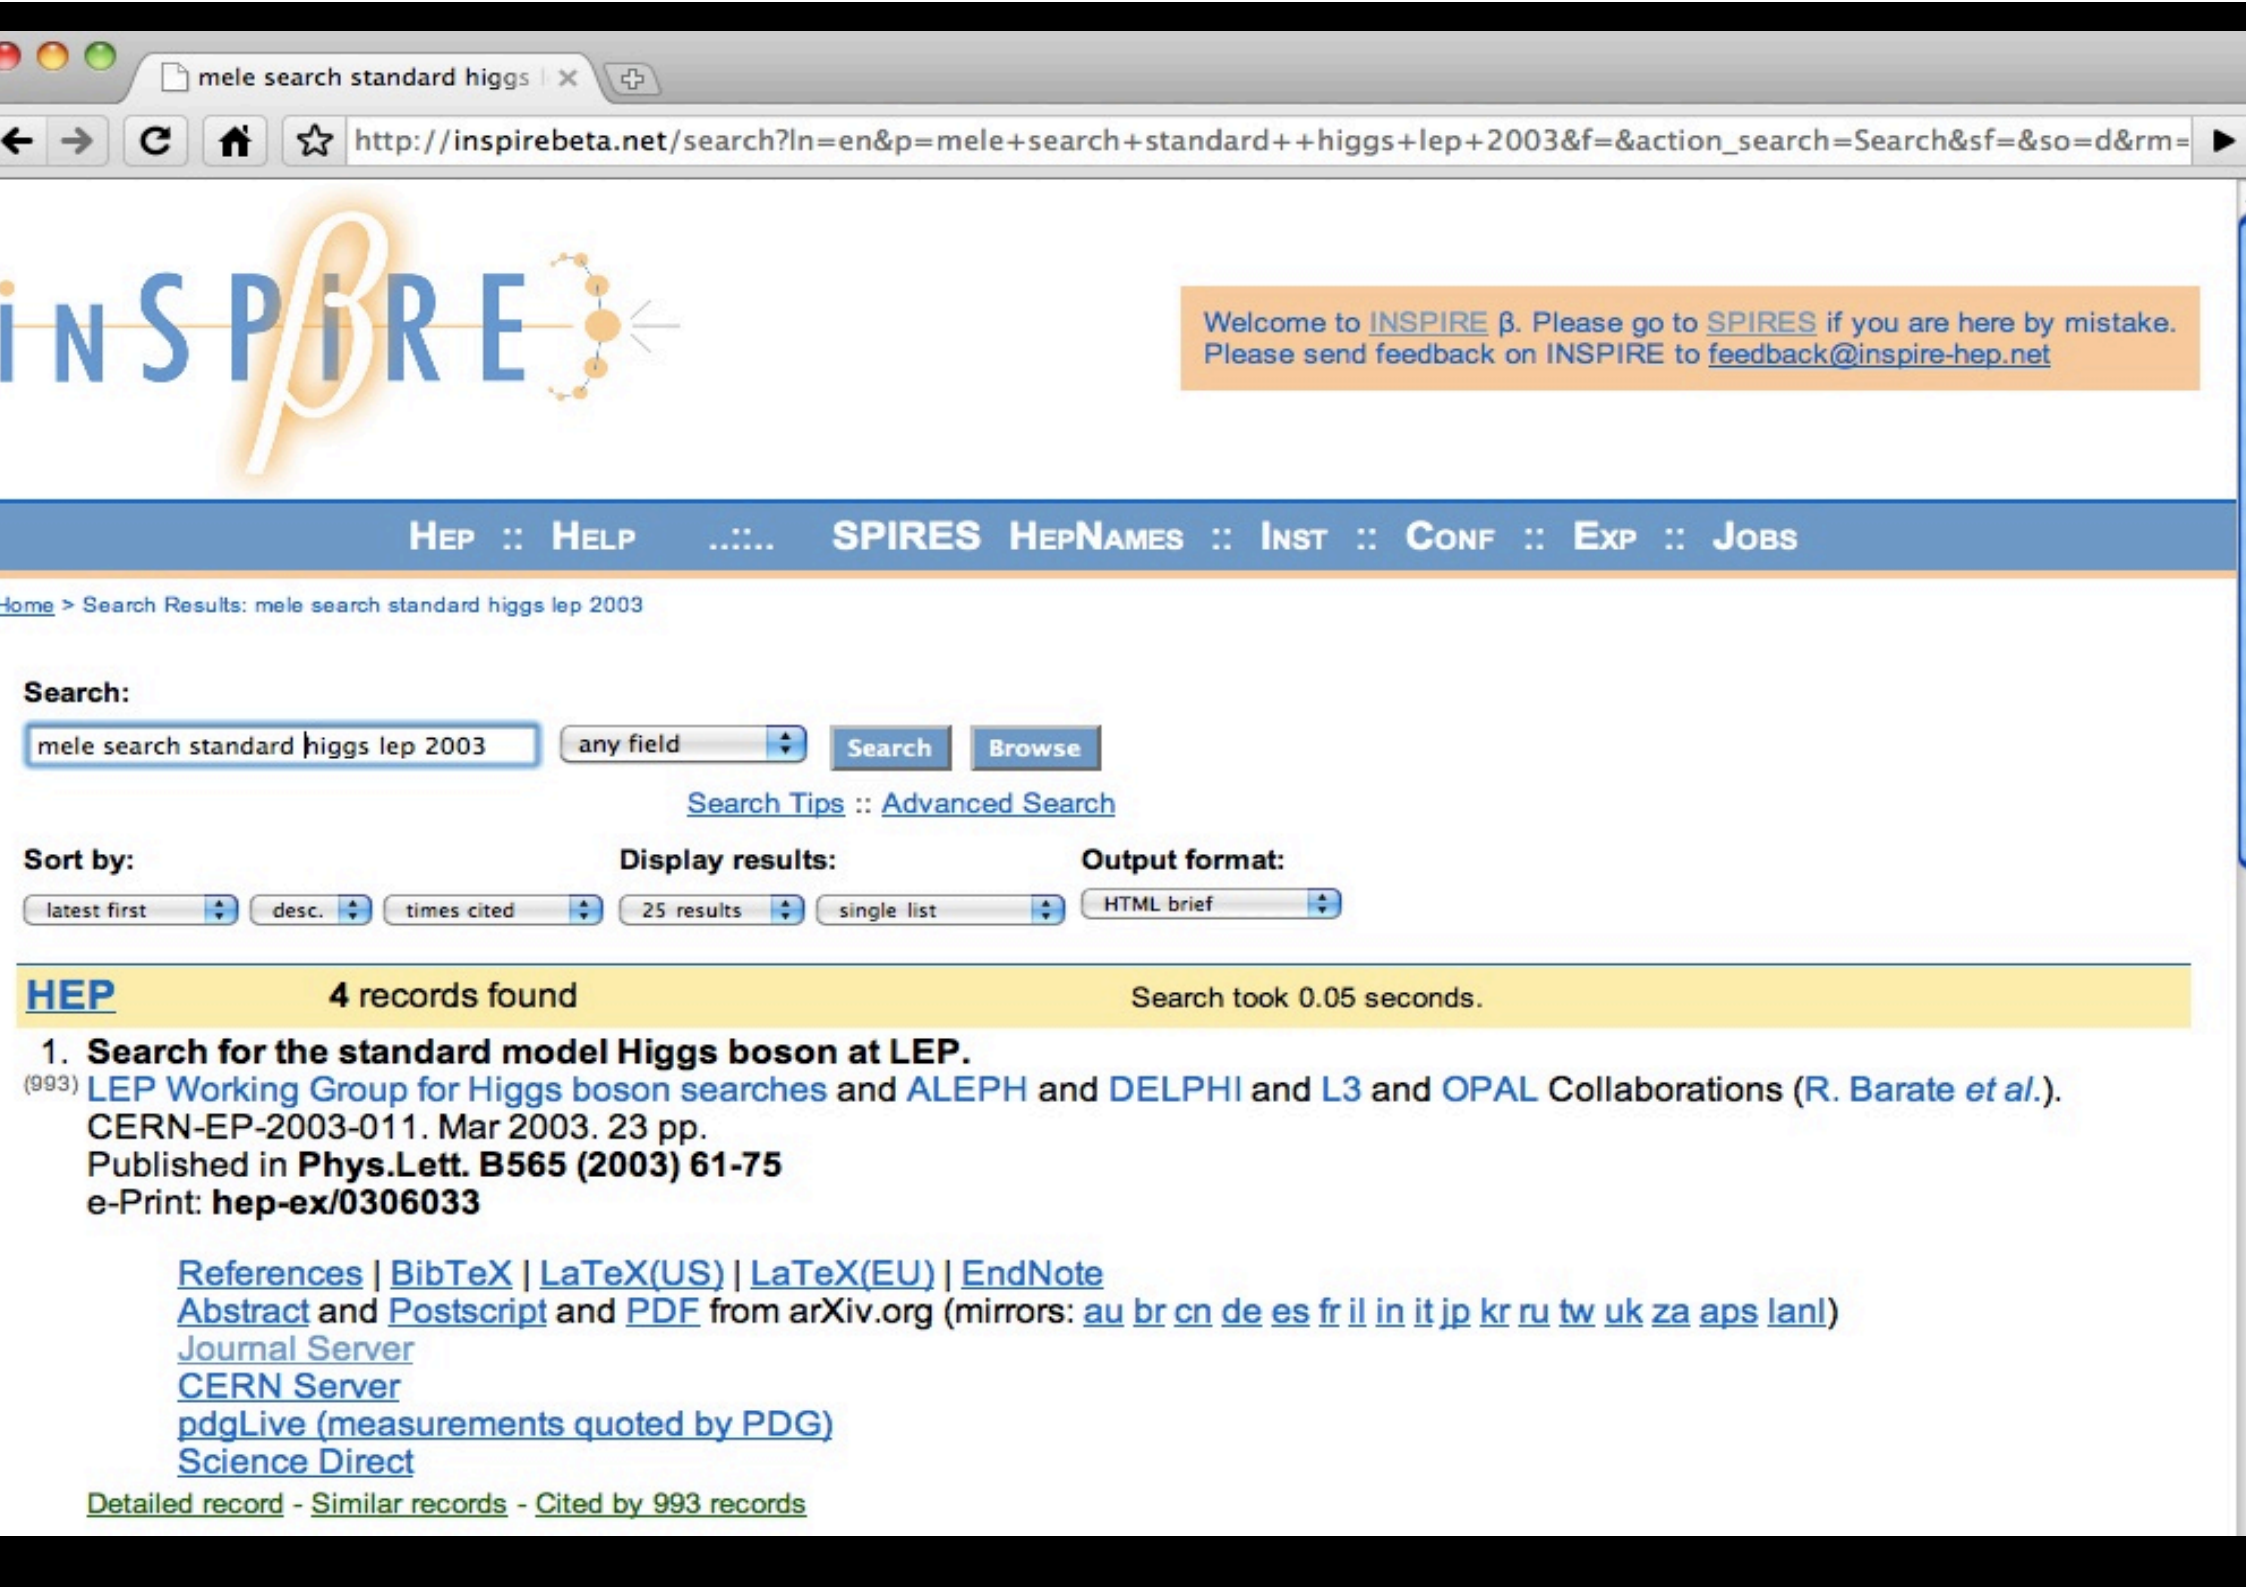 mele search standard higgs
http://inspirebeta.net/search?ln=en&p=mele+search+standard++higgs+lep+2003&f=&action_search=Search&sf=&so=d&rm=
inSPIRE β
Welcome to INSPIRE β. Please go to SPIRES if you are here by mistake.
Please send feedback on INSPIRE to feedback@inspire-hep.net
HEP :: HELP ..::.. SPIRES HEPNAMES :: INST :: CONF :: EXP :: JOBS
Home > Search Results: mele search standard higgs lep 2003
Search:
mele search standard higgs lep 2003 any field Search Browse
Search Tips :: Advanced Search
Sort by: Display results: Output format:
latest first desc. times cited 25 results single list HTML brief
HEP 4 records found Search took 0.05 seconds.
1. Search for the standard model Higgs boson at LEP.
(993) LEP Working Group for Higgs boson searches and ALEPH and DELPHI and L3 and OPAL Collaborations (R. Barate et al.).
CERN-EP-2003-011. Mar 2003. 23 pp.
Published in Phys.Lett. B565 (2003) 61-75
e-Print: hep-ex/0306033
References | BibTeX | LaTeX(US) | LaTeX(EU) | EndNote
Abstract and Postscript and PDF from arXiv.org (mirrors: au br cn de es fr il in it jp kr ru tw uk za aps lanl)
Journal Server
CERN Server
pdgLive (measurements quoted by PDG)
Science Direct
Detailed record - Similar records - Cited by 993 records